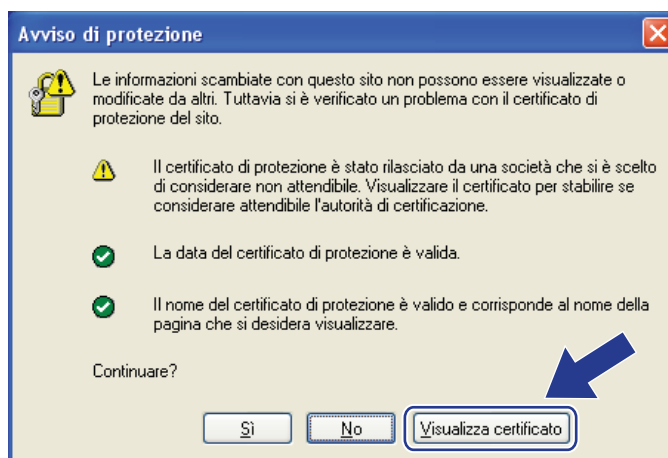 Avviso di protezione
Le informazioni scambiate con questo sito non possono essere visualizzate o
modificate da altri. Tuttavia si è verificato un problema con il certificato di
protezione del sito.
Il certificato di protezione è stato rilasciato da una società che si è scelto
di considerare non attendibile. Visualizzare il certificato per stabilire se
considerare attendibile l'autorità di certificazione.
La data del certificato di protezione è valida.
Il nome del certificato di protezione è valido e corrisponde al nome della
pagina che si desidera visualizzare.
Continuare?
Sì No Visualizza certificato